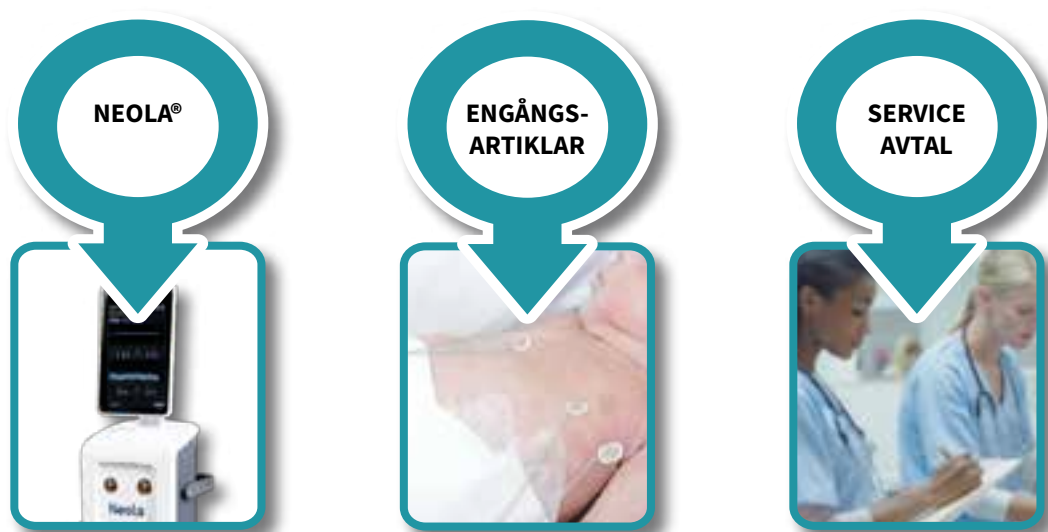 NEOLA®
ENGÅNGS-
ARTIKLAR
SERVICE
AVTAL
Neola